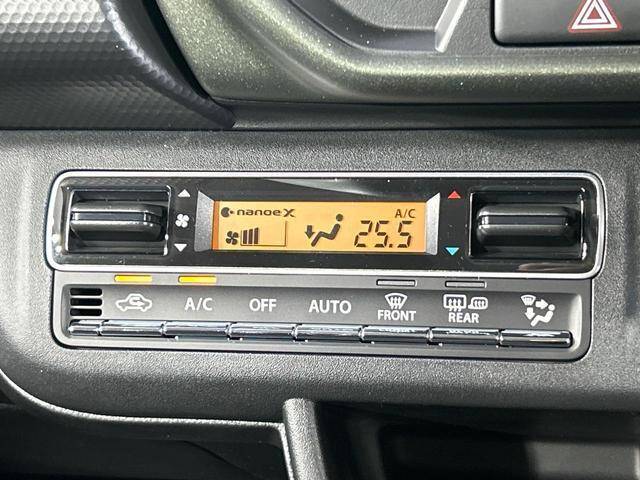 nanoeX
A/C
25.5
A/C
OFF
AUTO
FRONT
REAR